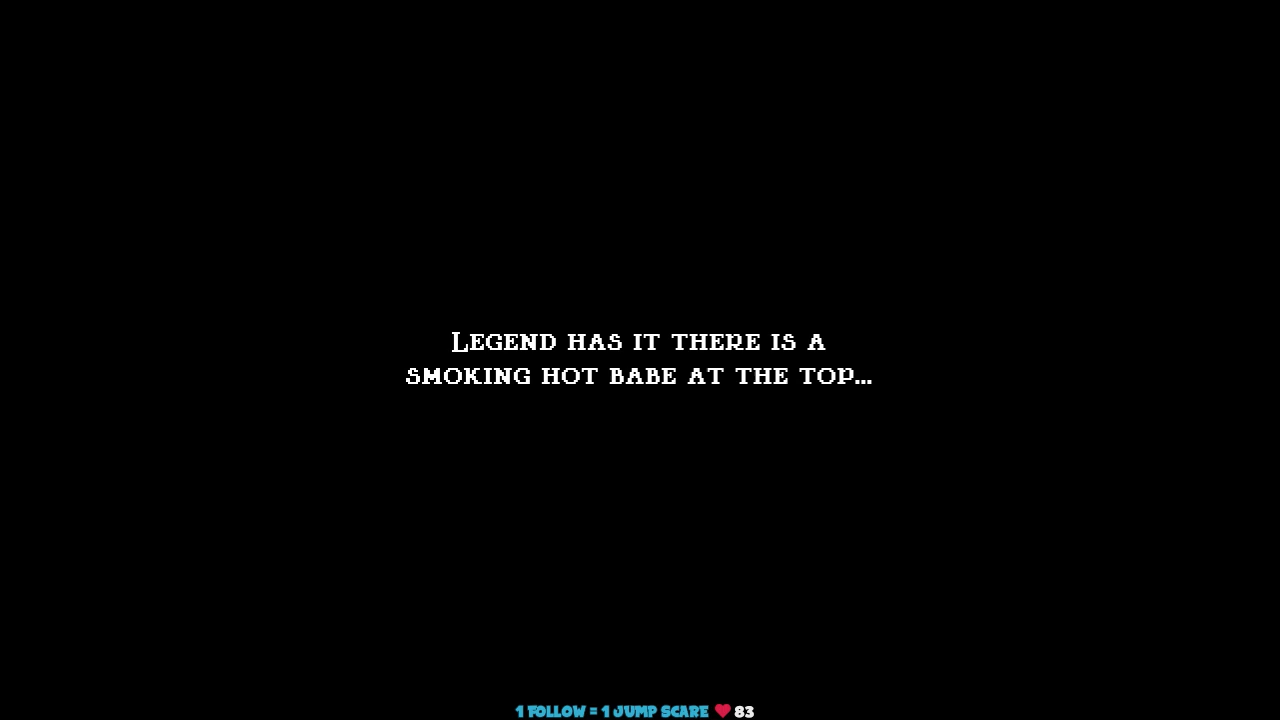 Legend has it there is a
smoking hot babe at the top...
1 FOLLOW = 1 JUMP SCARE ❤ 83